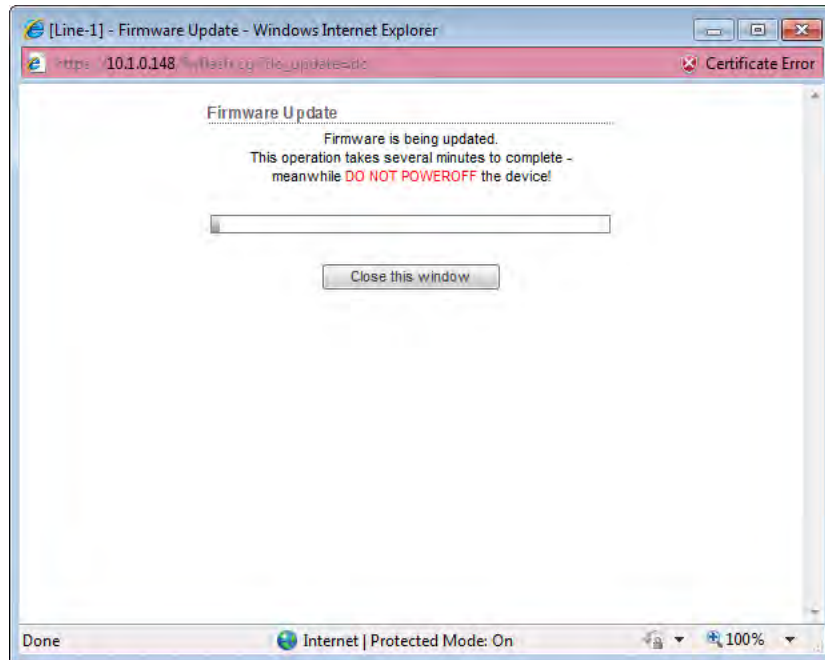 [Line-1] - Firmware Update - Windows Internet Explorer
10.1.0.148
Certificate Error
Firmware Update
Firmware is being updated.
This operation takes several minutes to complete -
meanwhile DO NOT POWEROFF the device!
Close this window
Done
Internet | Protected Mode: On
100%